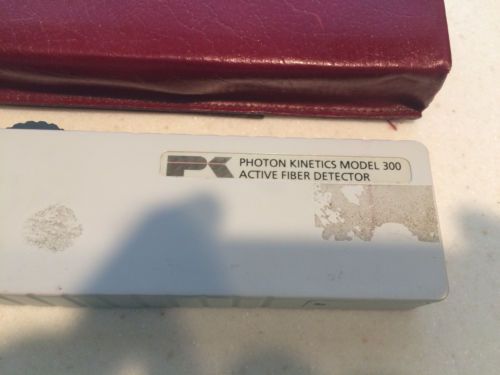 PK PHOTON KINETICS MODEL 300
ACTIVE FIBER DETECTOR